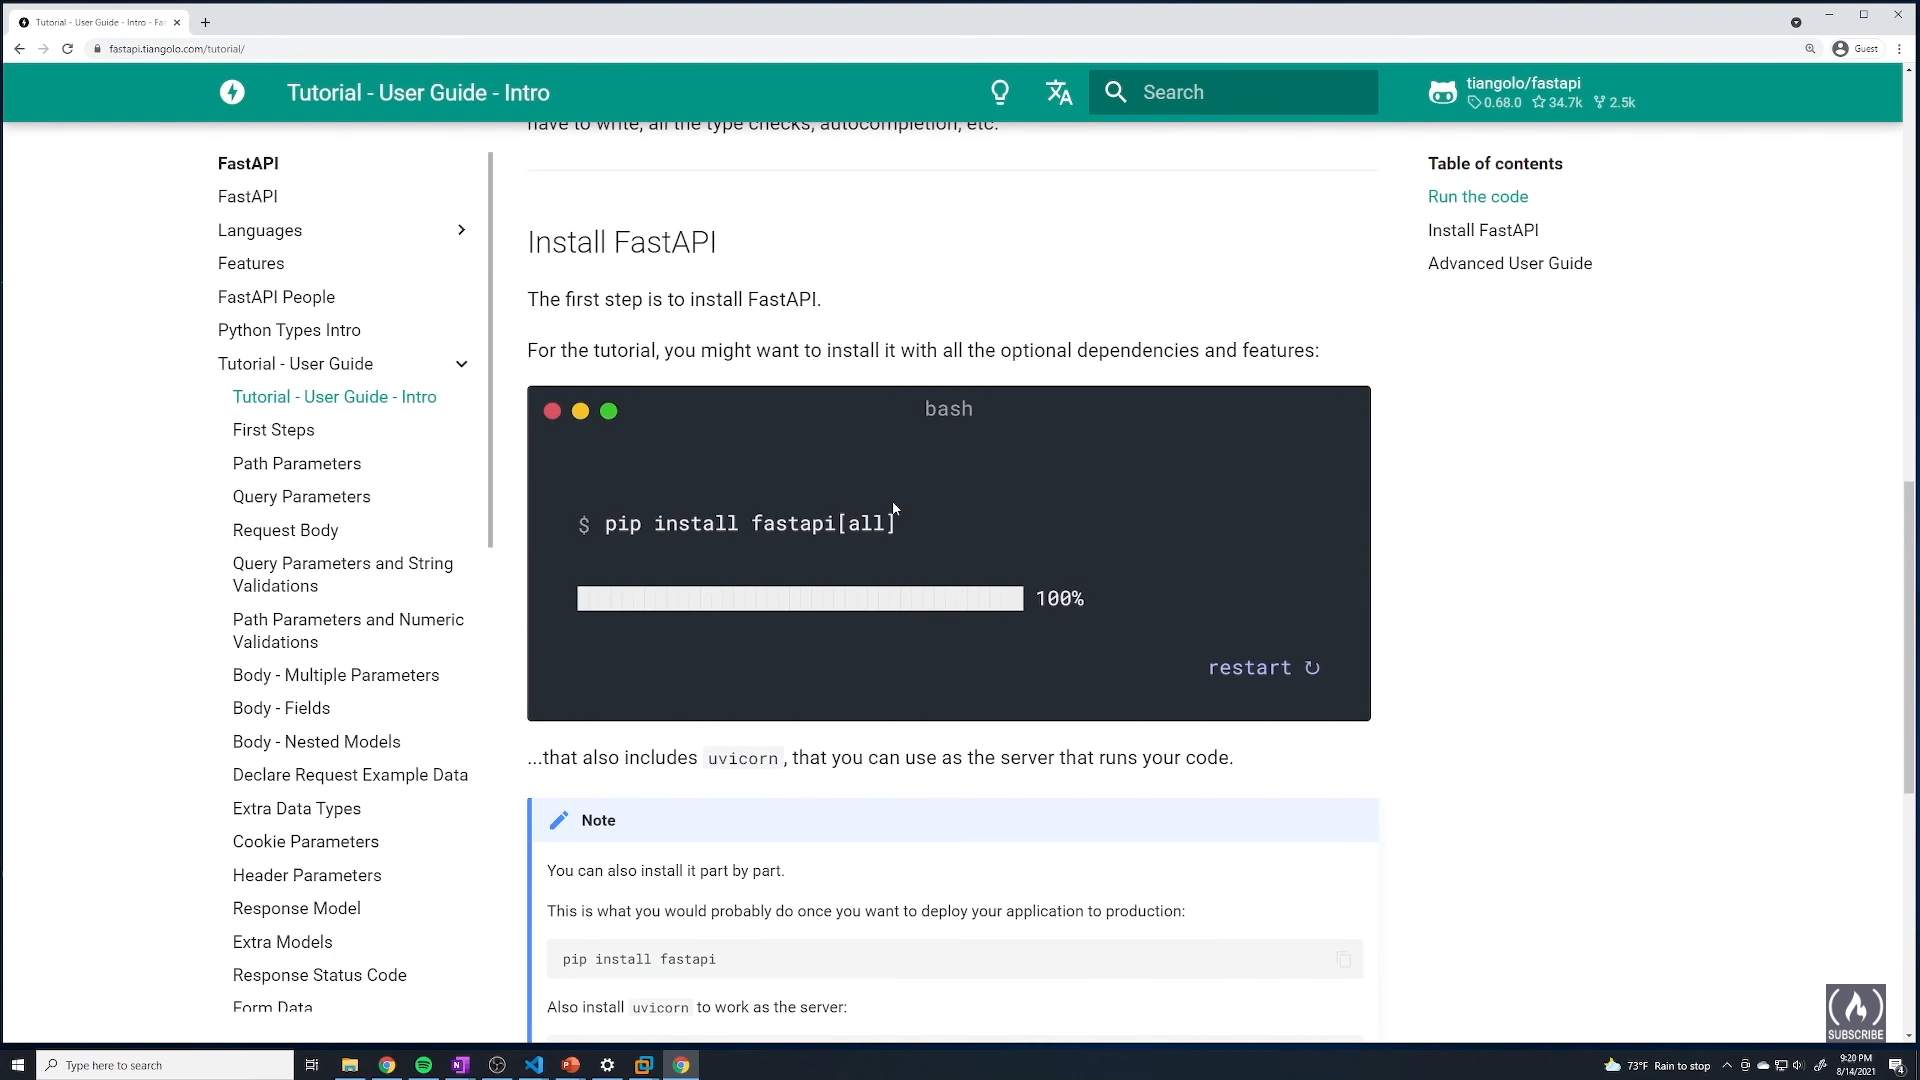 Tutorial - User Guide - Intro - Fas
fastapi.tiangolo.com/tutorial/
Guest
Tutorial - User Guide - Intro
Search
tiangolo/fastapi
0.68.0 34.7k 2.5k
have to write, all the type checks, autocompletion, etc.
FastAPI
FastAPI
Languages
Features
FastAPI People
Python Types Intro
Tutorial - User Guide
Tutorial - User Guide - Intro
First Steps
Path Parameters
Query Parameters
Request Body
Query Parameters and String
Validations
Path Parameters and Numeric
Validations
Body - Multiple Parameters
Body - Fields
Body - Nested Models
Declare Request Example Data
Extra Data Types
Cookie Parameters
Header Parameters
Response Model
Extra Models
Response Status Code
Form Data
Install FastAPI
The first step is to install FastAPI.
For the tutorial, you might want to install it with all the optional dependencies and features:
bash
$ pip install fastapi[all]
100%
restart ↻
...that also includes uvicorn, that you can use as the server that runs your code.
Note
You can also install it part by part.
This is what you would probably do once you want to deploy your application to production:
pip install fastapi
Also install uvicorn to work as the server:
Table of contents
Run the code
Install FastAPI
Advanced User Guide
SUBSCRIBE
Type here to search
73°F Rain to stop
9:20 PM
8/14/2021
4